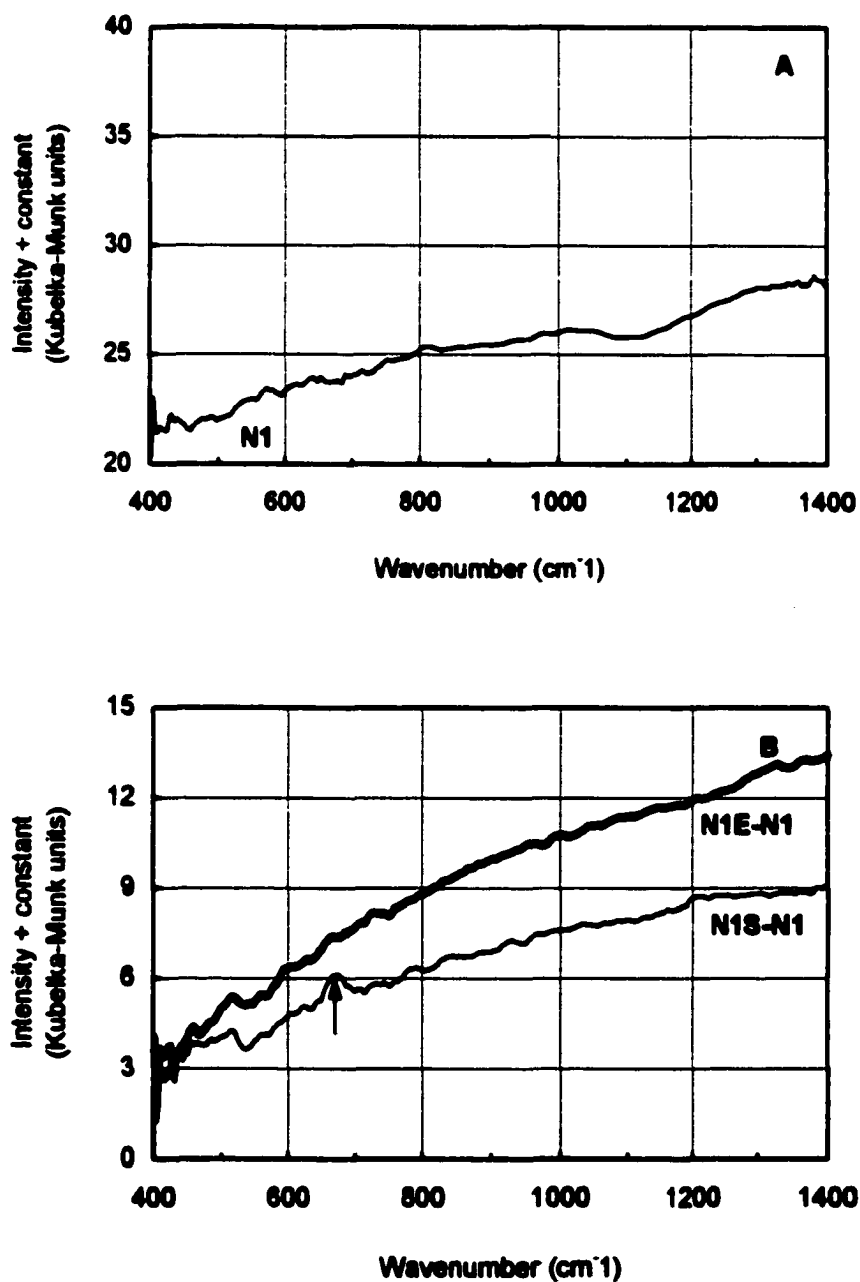 A
Intensity + constant
(Kubelka-Munk units)
40
35
30
25
20
N1
400
600
800
1000
1200
1400
Wavenumber (cm-1)
B
Intensity + constant
(Kubelka-Munk units)
15
12
9
6
3
0
N1E-N1
N1S-N1
400
600
800
1000
1200
1400
Wavenumber (cm-1)